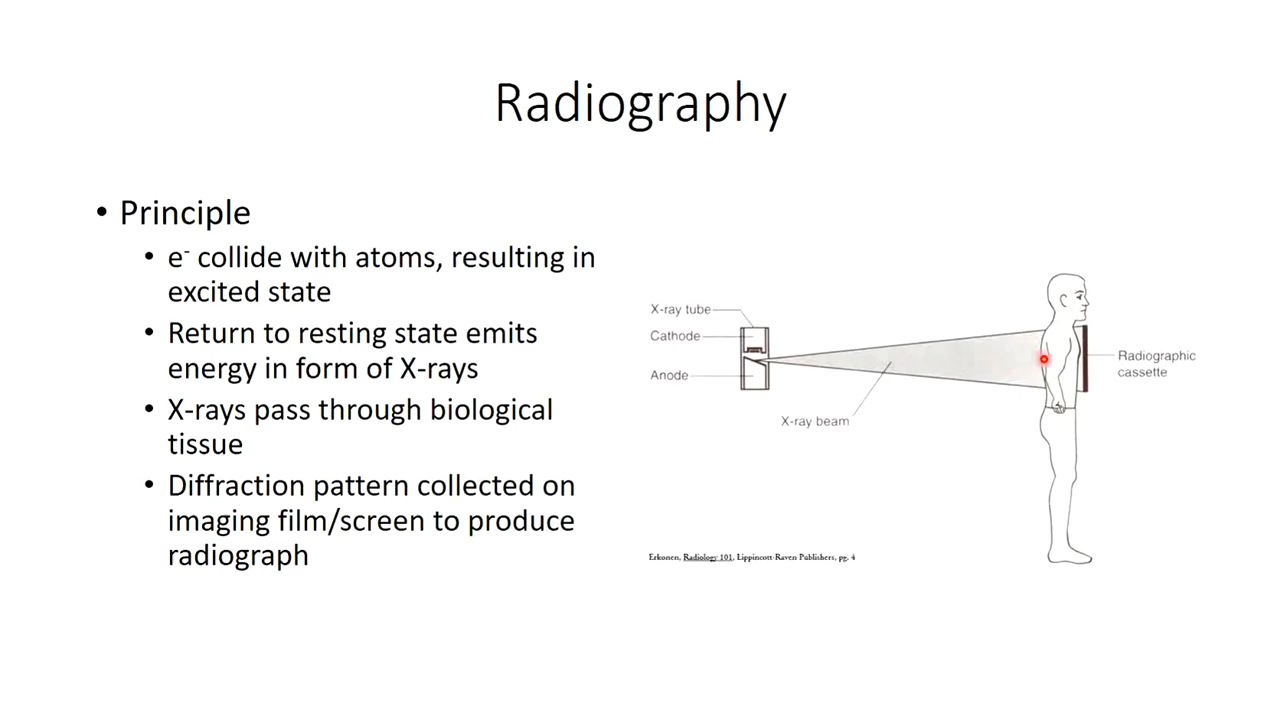 Radiography
• Principle
• e- collide with atoms, resulting in
excited state
• Return to resting state emits
energy in form of X-rays
• X-rays pass through biological
tissue
• Diffraction pattern collected on
imaging film/screen to produce
radiograph
X-ray tube
Cathode
Anode
X-ray beam
Radiographic
cassette
Erkonen, Radiology 101, Lippincott-Raven Publishers, pg. 4